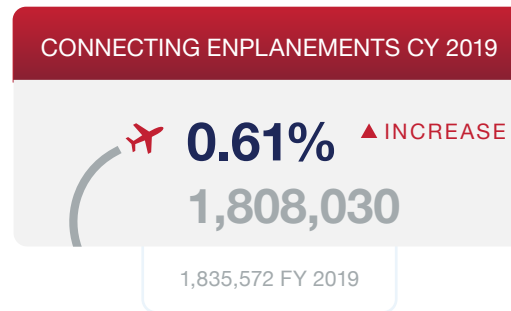 CONNECTING ENPLANEMENTS CY 2019
0.61% ▲ INCREASE
1,808,030
1,835,572 FY 2019